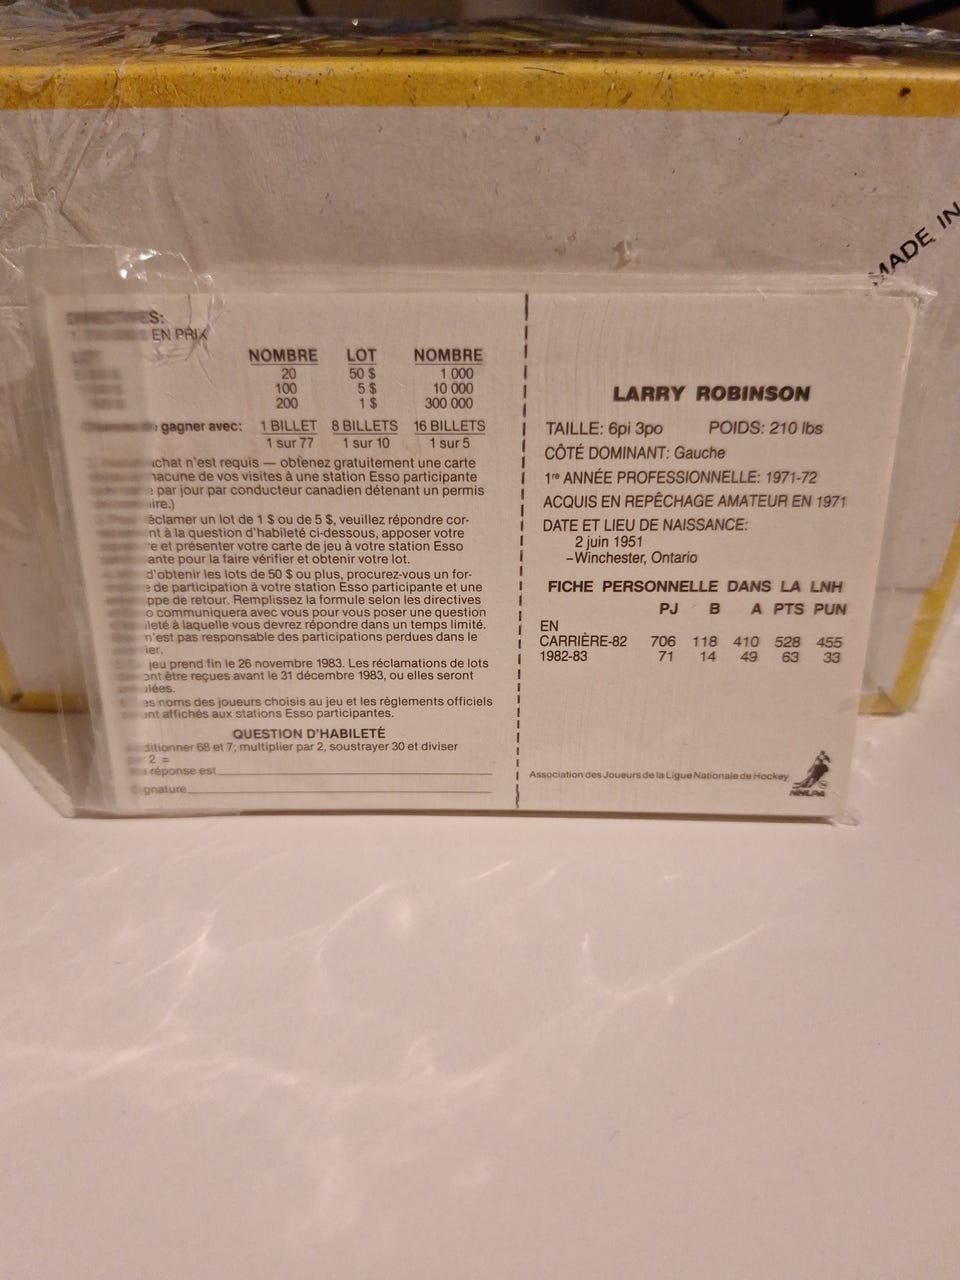 MADE IN
EN PRIX
NOMBRE LOT NOMBRE
20 50 $ 1 000
100 5 $ 10 000
200 1 $ 300 000
gagner avec: 1 BILLET 8 BILLETS 16 BILLETS
1 sur 77 1 sur 10 1 sur 5
n'est requis — obtenez gratuitement une carte
de vos visites à une station Esso participante
par jour par conducteur canadien détenant un permis
un lot de 1 $ ou de 5 $, veuillez répondre cor-
à la question d'habileté ci-dessous, apposer votre
et présenter votre carte de jeu à votre station Esso
pour la faire vérifier et obtenir votre lot.
d'obtenir les lots de 50 $ ou plus, procurez-vous un for-
de participation à votre station Esso participante et une
de retour. Remplissez la formule selon les directives
communiquera avec vous pour vous poser une question
à laquelle vous devrez répondre dans un temps limité.
n'est pas responsable des participations perdues dans le
jeu prend fin le 26 novembre 1983. Les réclamations de lots
être reçues avant le 31 décembre 1983, ou elles seront
noms des joueurs choisis au jeu et les règlements officiels
affichés aux stations Esso participantes.
QUESTION D'HABILETÉ
68 et 7; multiplier par 2, soustrayer 30 et diviser
2 =
réponse est
LARRY ROBINSON
TAILLE: 6pi 3po POIDS: 210 lbs
CÔTÉ DOMINANT: Gauche
1re ANNÉE PROFESSIONNELLE: 1971-72
ACQUIS EN REPÊCHAGE AMATEUR EN 1971
DATE ET LIEU DE NAISSANCE:
2 juin 1951
–Winchester, Ontario
FICHE PERSONNELLE DANS LA LNH
PJ B A PTS PUN
EN
CARRIÈRE-82 706 118 410 528 455
1982-83 71 14 49 63 33
Association des Joueurs de la Ligue Nationale de Hockey
NHLPA